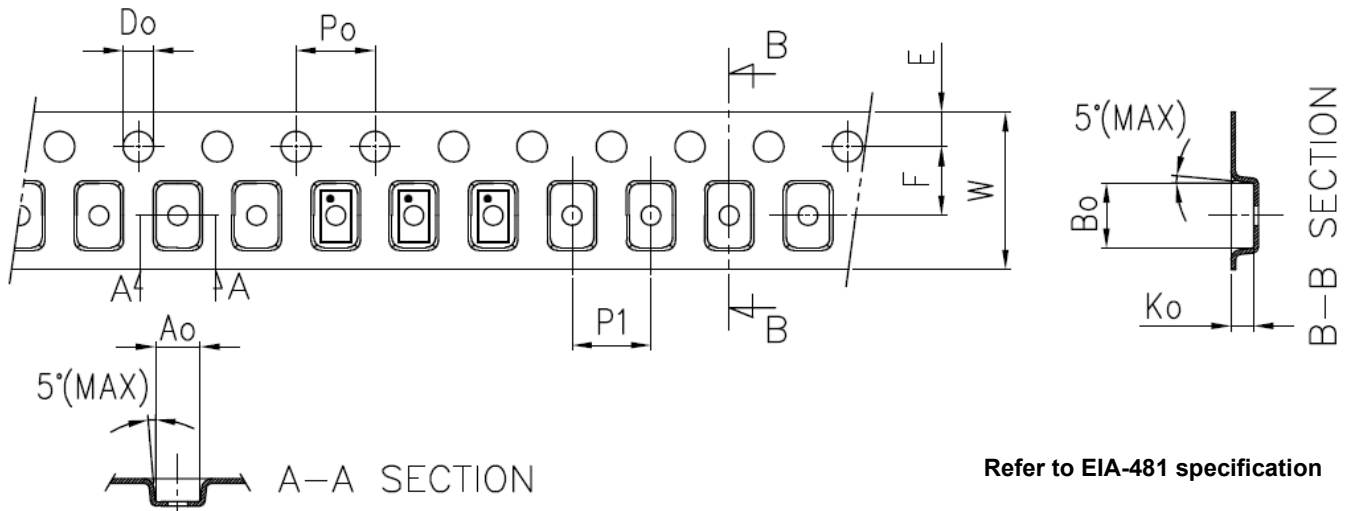 Do
Po
B
E
5°(MAX)
F
W
Bo
A
A
Ko
P1
B
Ao
5°(MAX)
A-A SECTION
B-B SECTION
Refer to EIA-481 specification